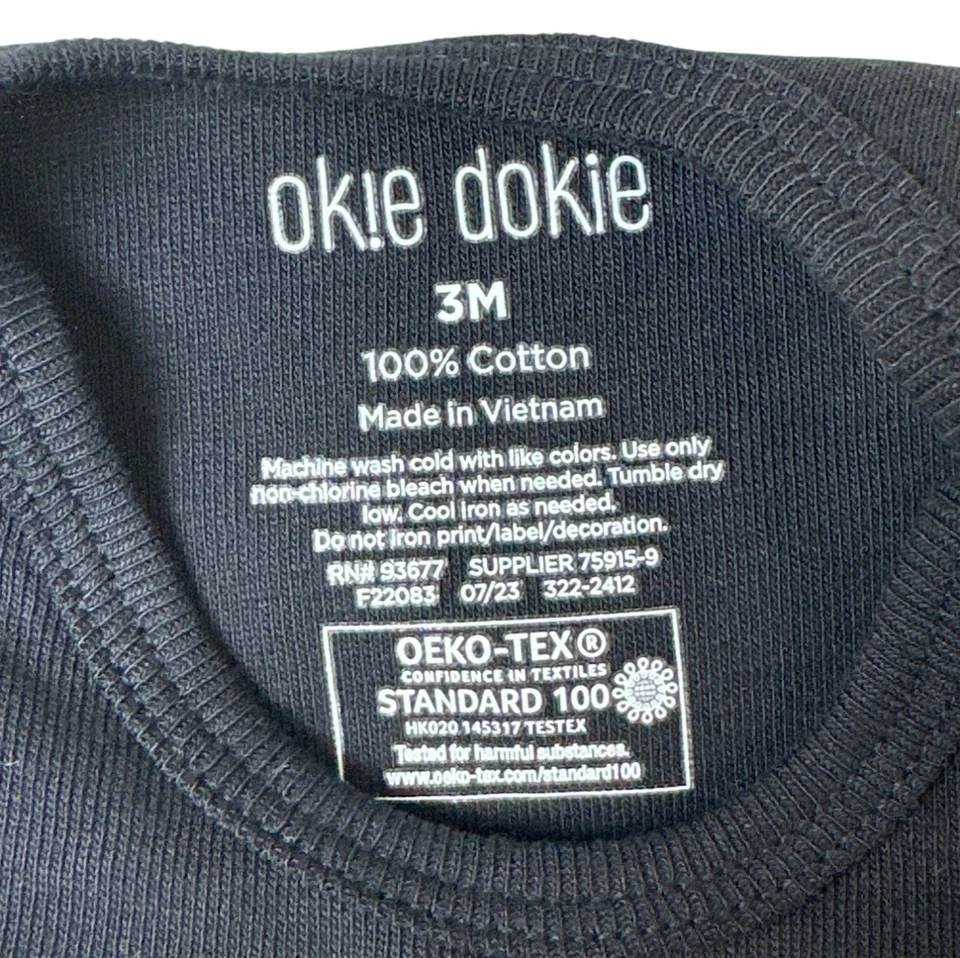 ok!e dokie
3M
100% Cotton
Made in Vietnam
Machine wash cold with like colors. Use only
non-chlorine bleach when needed. Tumble dry
low. Cool iron as needed.
Do not iron print/label/decoration.
RN# 93677 SUPPLIER 75915-9
F22083 07/23 322-2412
OEKO-TEX®
CONFIDENCE IN TEXTILES
STANDARD 100
HK020 145317 TESTEX
Tested for harmful substances.
www.oeko-tex.com/standard100